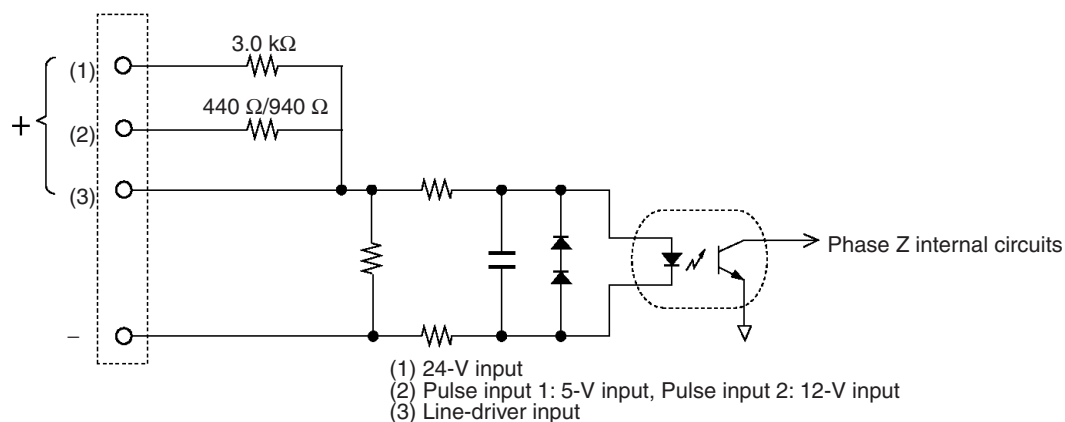 3.0 kΩ
(1)
440 Ω/940 Ω
+
(2)
(3)
Phase Z internal circuits
−
(1) 24-V input
(2) Pulse input 1: 5-V input, Pulse input 2: 12-V input
(3) Line-driver input